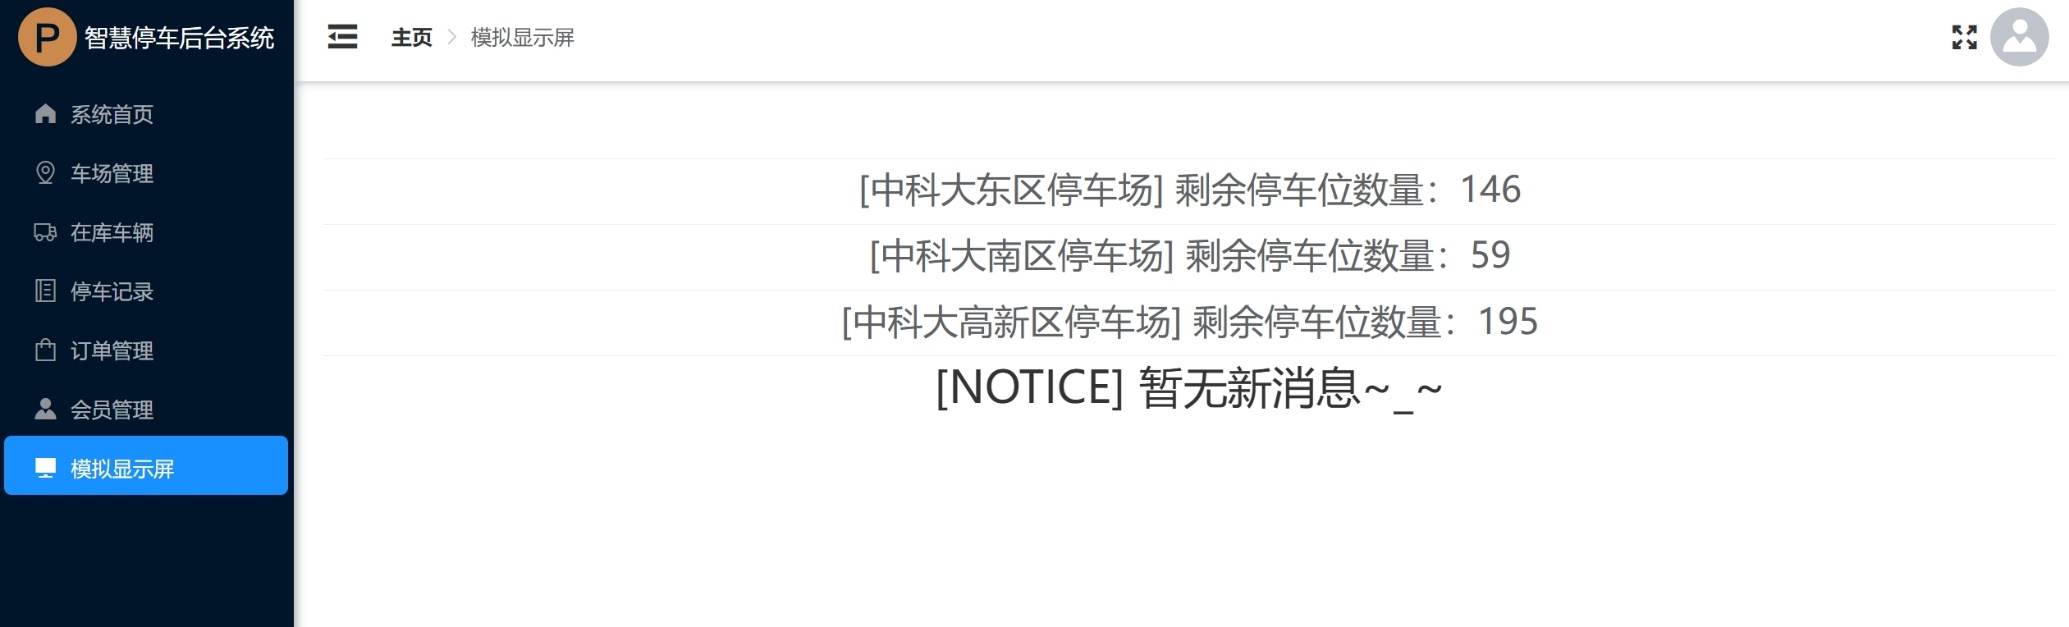 P 智慧停车后台系统
系统首页
车场管理
在库车辆
停车记录
订单管理
会员管理
模拟显示屏
主页 > 模拟显示屏
[中科大东区停车场] 剩余停车位数量：146
[中科大南区停车场] 剩余停车位数量：59
[中科大高新区停车场] 剩余停车位数量：195
[NOTICE] 暂无新消息~_~